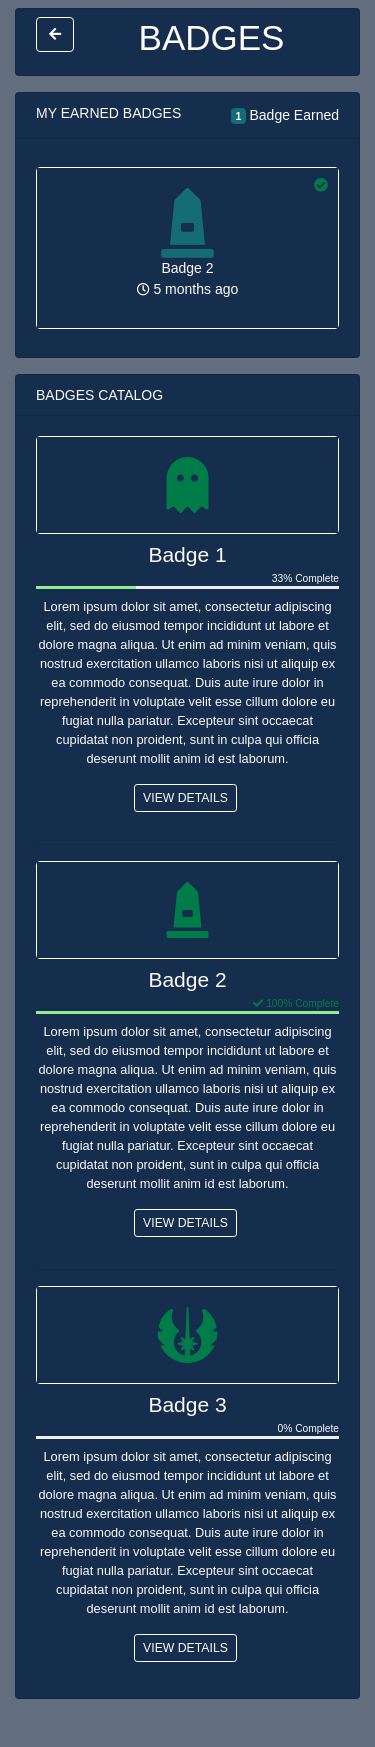 BADGES
MY EARNED BADGES
1 Badge Earned
Badge 2
5 months ago
BADGES CATALOG
Badge 1
33% Complete
Lorem ipsum dolor sit amet, consectetur adipiscing
elit, sed do eiusmod tempor incididunt ut labore et
dolore magna aliqua. Ut enim ad minim veniam, quis
nostrud exercitation ullamco laboris nisi ut aliquip ex
ea commodo consequat. Duis aute irure dolor in
reprehenderit in voluptate velit esse cillum dolore eu
fugiat nulla pariatur. Excepteur sint occaecat
cupidatat non proident, sunt in culpa qui officia
deserunt mollit anim id est laborum.
VIEW DETAILS
Badge 2
100% Complete
Lorem ipsum dolor sit amet, consectetur adipiscing
elit, sed do eiusmod tempor incididunt ut labore et
dolore magna aliqua. Ut enim ad minim veniam, quis
nostrud exercitation ullamco laboris nisi ut aliquip ex
ea commodo consequat. Duis aute irure dolor in
reprehenderit in voluptate velit esse cillum dolore eu
fugiat nulla pariatur. Excepteur sint occaecat
cupidatat non proident, sunt in culpa qui officia
deserunt mollit anim id est laborum.
VIEW DETAILS
Badge 3
0% Complete
Lorem ipsum dolor sit amet, consectetur adipiscing
elit, sed do eiusmod tempor incididunt ut labore et
dolore magna aliqua. Ut enim ad minim veniam, quis
nostrud exercitation ullamco laboris nisi ut aliquip ex
ea commodo consequat. Duis aute irure dolor in
reprehenderit in voluptate velit esse cillum dolore eu
fugiat nulla pariatur. Excepteur sint occaecat
cupidatat non proident, sunt in culpa qui officia
deserunt mollit anim id est laborum.
VIEW DETAILS